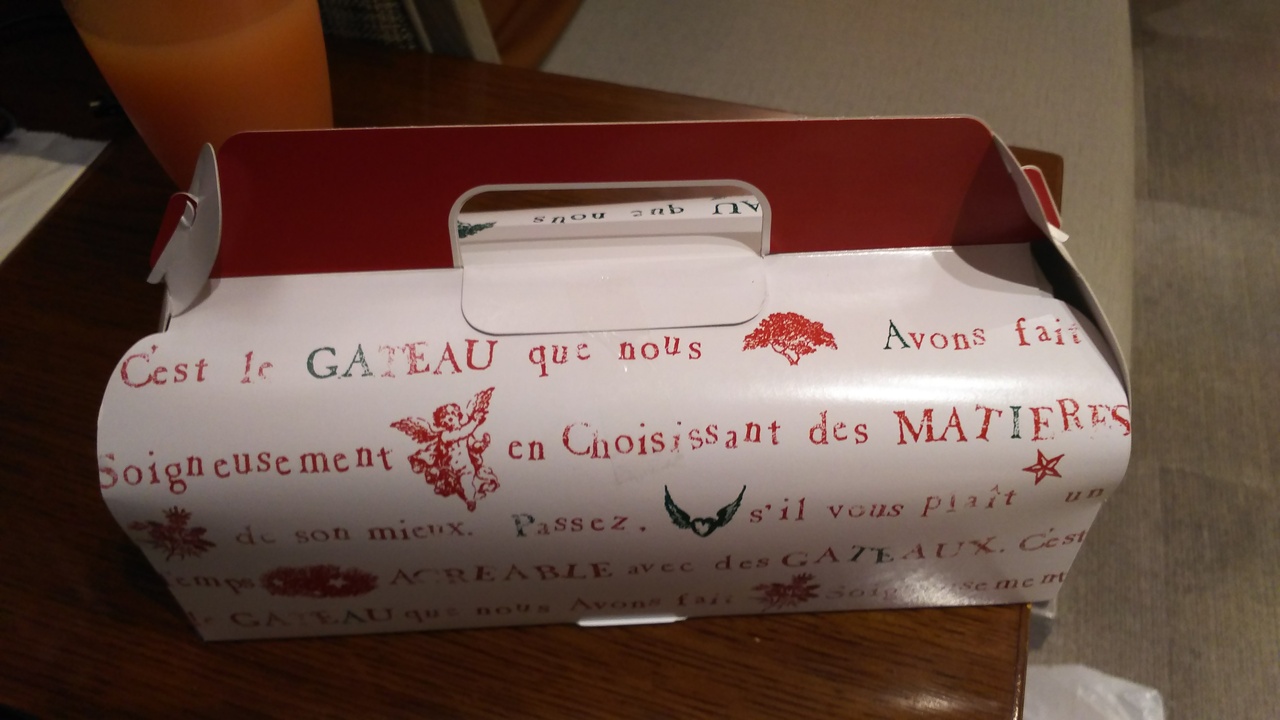 AU que nous
C'est le GATEAU que nous Avons fait
Soigneusement en Choisissant des MATIERES
de son mieux. Passez, s'il vous plaît un
temps AGREABLE avec des GATEAUX. C'est
le GATEAU que nous Avons fait Soigneusement